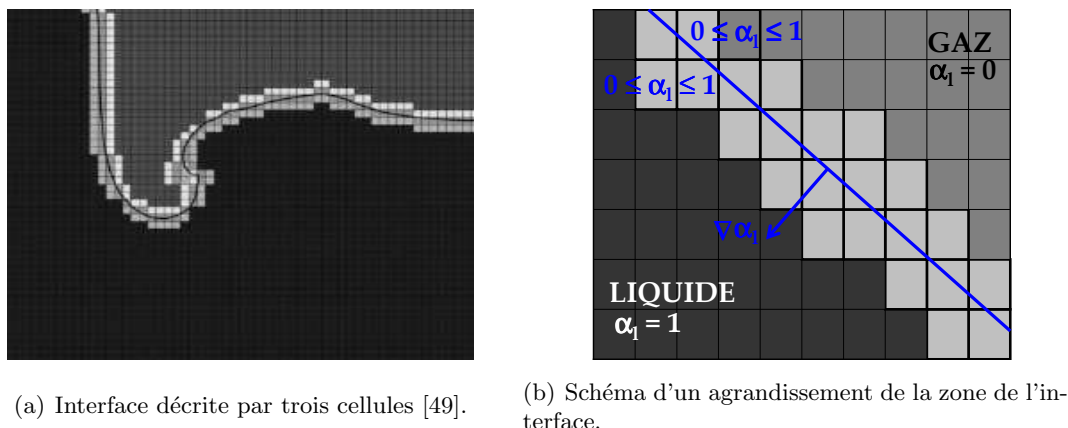 0 ≤ α_l ≤ 1
GAZ
α_l = 0
0 ≤ α_l ≤ 1
∇α_l
LIQUIDE
α_l = 1
(a) Interface décrite par trois cellules [49].
(b) Schéma d'un agrandissement de la zone de l'in-
terface.